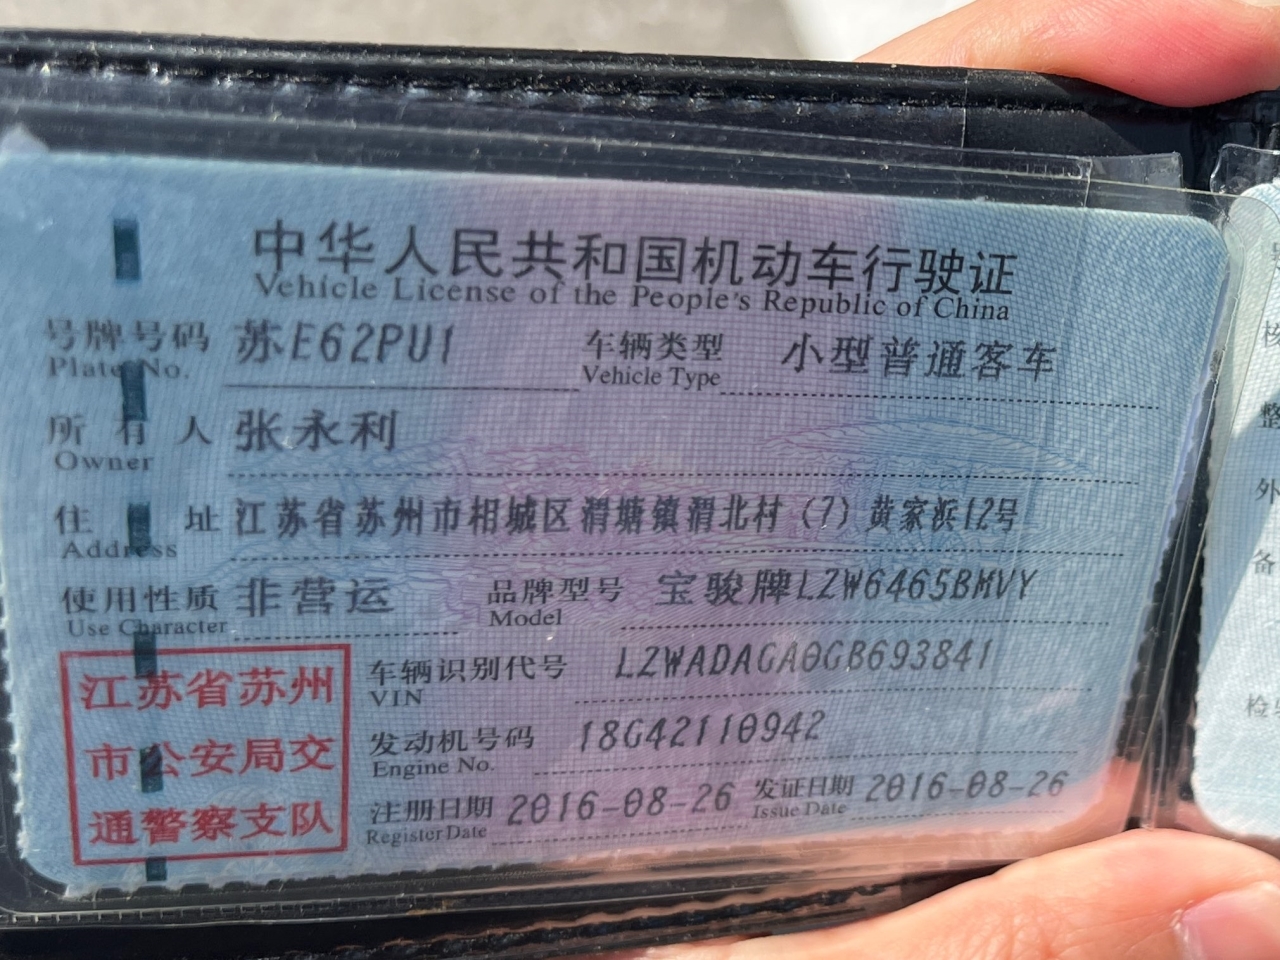 中华人民共和国机动车行驶证
Vehicle License of the People's Republic of China
号牌号码 苏E62PU1 车辆类型 小型普通客车
Plate No. Vehicle Type
所有人 张永利
Owner
住址 江苏省苏州市相城区渭塘镇渭北村(7)黄家浜12号
Address
使用性质 非营运 品牌型号 宝骏牌LZW6465BMVY
Use Character Model
江苏省苏州
市公安局交
通警察支队
车辆识别代号 LZWADAGA0GB693841
VIN
发动机号码 18G42110942
Engine No.
注册日期 2016-08-26 发证日期 2016-08-26
Register Date Issue Date
核
整
外
备
检